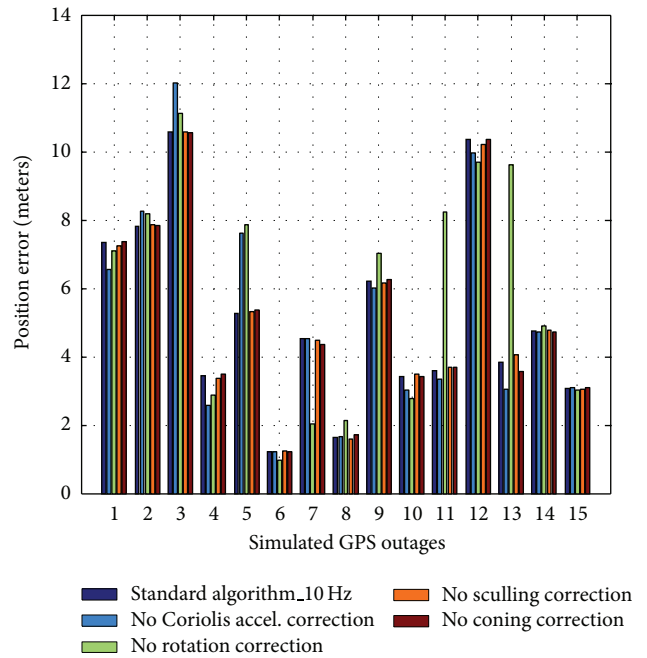 14
12
10
8
6
4
2
0
Position error (meters)
1 2 3 4 5 6 7 8 9 10 11 12 13 14 15
Simulated GPS outages
Standard algorithm_10 Hz
No Coriolis accel. correction
No rotation correction
No sculling correction
No coning correction